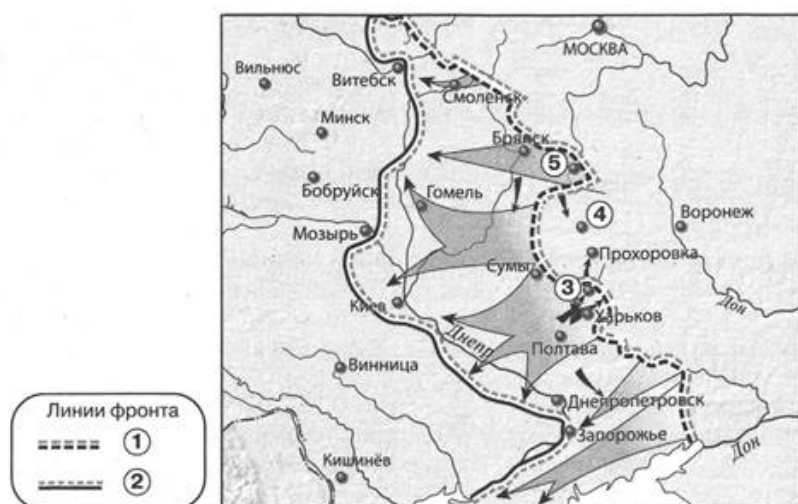 МОСКВА
Вильнюс
Витебск
Смоленск
Минск
Брянск
5
Бобруйск
Гомель
4
Воронеж
Мозырь
Прохоровка
Сумы
3
Киев
Харьков
Дон
Днепр
Полтава
Винница
Линии фронта
Днепропетровск
1
Запорожье
Дон
2
Кишинёв